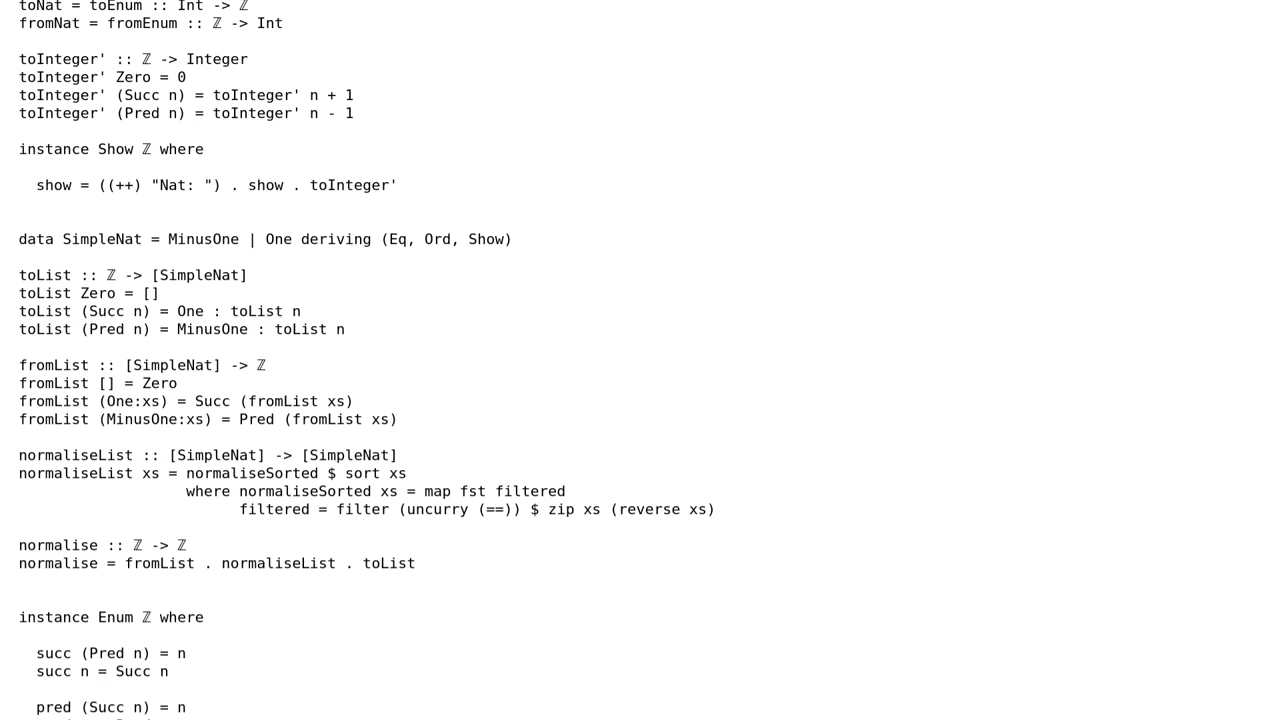 toNat = toEnum :: Int -> ℤ
fromNat = fromEnum :: ℤ -> Int
toInteger' :: ℤ -> Integer
toInteger' Zero = 0
toInteger' (Succ n) = toInteger' n + 1
toInteger' (Pred n) = toInteger' n - 1
instance Show ℤ where
show = ((++) "Nat: ") . show . toInteger'
data SimpleNat = MinusOne | One deriving (Eq, Ord, Show)
toList :: ℤ -> [SimpleNat]
toList Zero = []
toList (Succ n) = One : toList n
toList (Pred n) = MinusOne : toList n
fromList :: [SimpleNat] -> ℤ
fromList [] = Zero
fromList (One:xs) = Succ (fromList xs)
fromList (MinusOne:xs) = Pred (fromList xs)
normaliseList :: [SimpleNat] -> [SimpleNat]
normaliseList xs = normaliseSorted $ sort xs
where normaliseSorted xs = map fst filtered
filtered = filter (uncurry (==)) $ zip xs (reverse xs)
normalise :: ℤ -> ℤ
normalise = fromList . normaliseList . toList
instance Enum ℤ where
succ (Pred n) = n
succ n = Succ n
pred (Succ n) = n